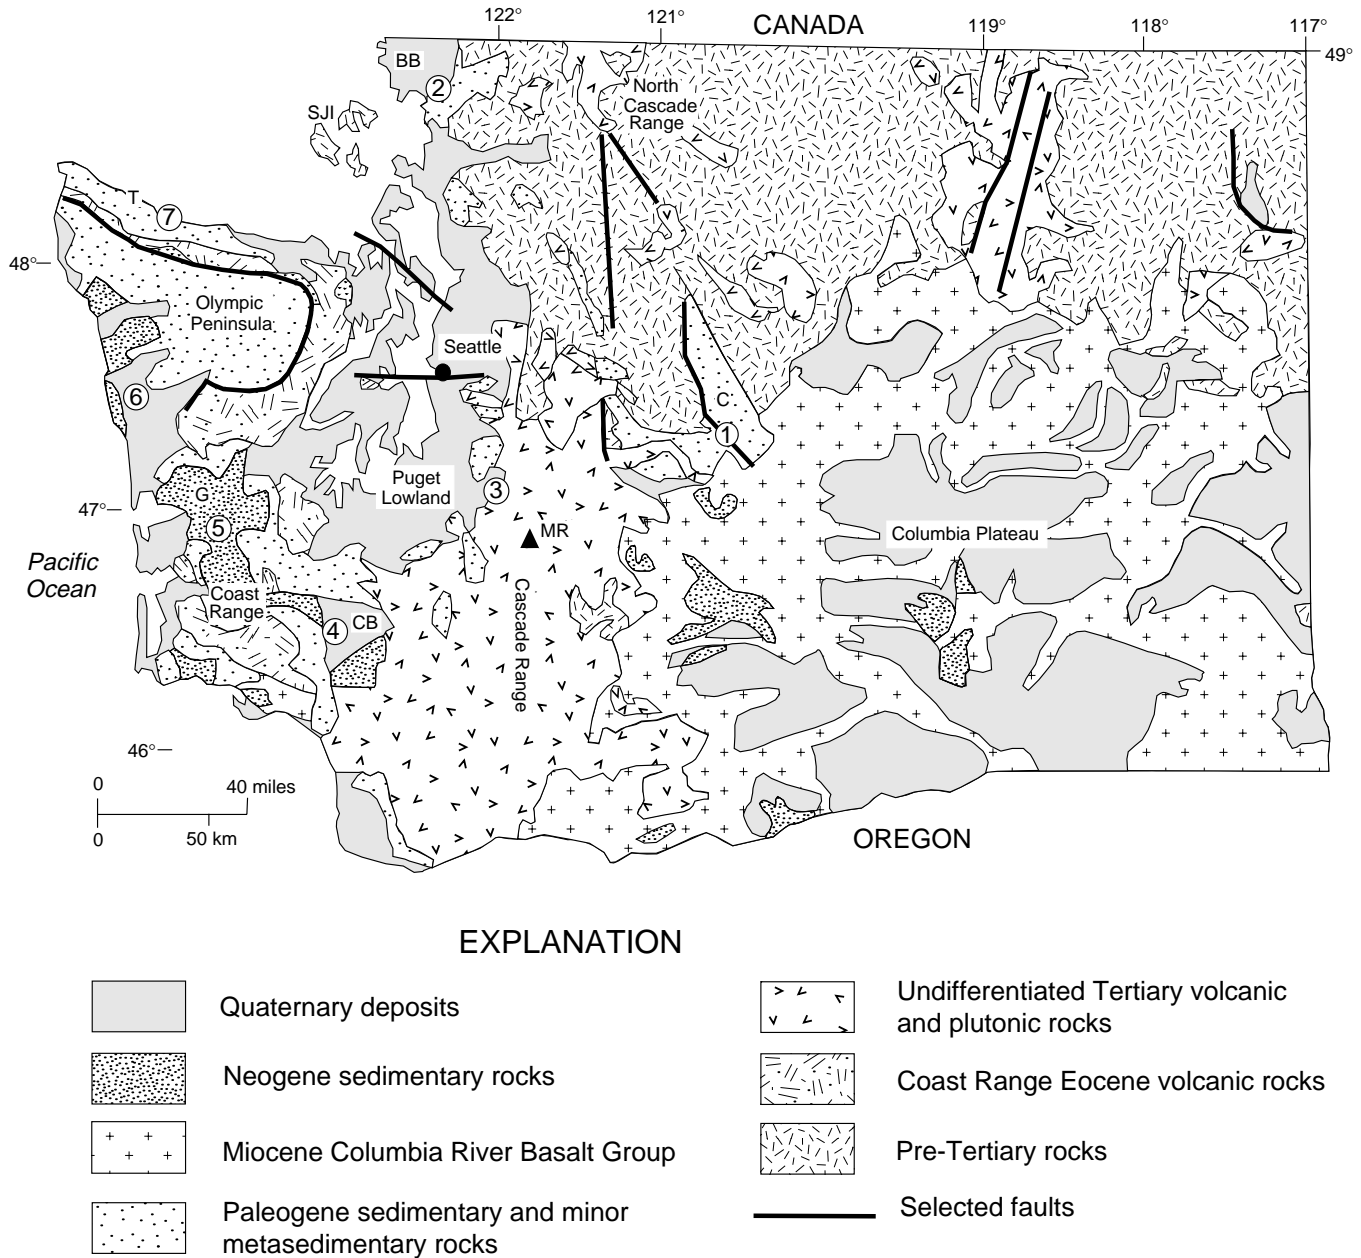 122°
121°
CANADA
119°
118°
117°
49°
BB
2
North
Cascade
Range
SJI
T
7
48°
Olympic
Peninsula
Seattle
6
C
1
Puget
Lowland
3
G
47°
5
MR
Columbia Plateau
Pacific
Ocean
Coast
Range
4
CB
Cascade Range
46°
0
40 miles
0
50 km
OREGON
EXPLANATION
Quaternary deposits
Neogene sedimentary rocks
Miocene Columbia River Basalt Group
Paleogene sedimentary and minor
metasedimentary rocks
Undifferentiated Tertiary volcanic
and plutonic rocks
Coast Range Eocene volcanic rocks
Pre-Tertiary rocks
Selected faults